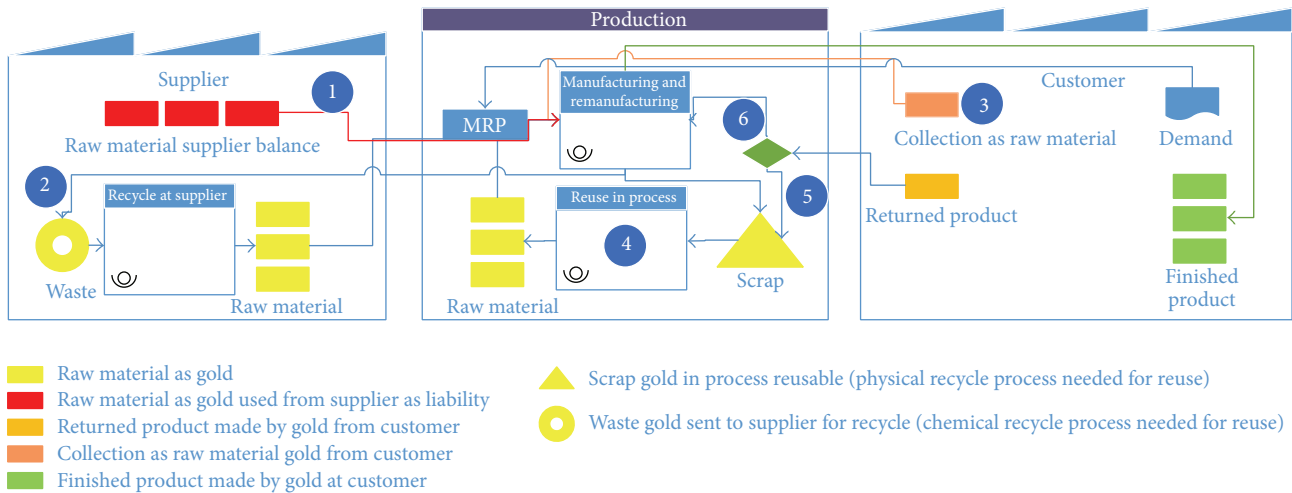 Production
Supplier
1
Raw material supplier balance
2
Recycle at supplier
Waste
Raw material
MRP
Manufacturing and
remanufacturing
6
5
Reuse in process
4
Raw material
Scrap
Customer
3
Collection as raw material
Demand
Returned product
Finished
product
Raw material as gold
Raw material as gold used from supplier as liability
Returned product made by gold from customer
Collection as raw material gold from customer
Finished product made by gold at customer
Scrap gold in process reusable (physical recycle process needed for reuse)
Waste gold sent to supplier for recycle (chemical recycle process needed for reuse)